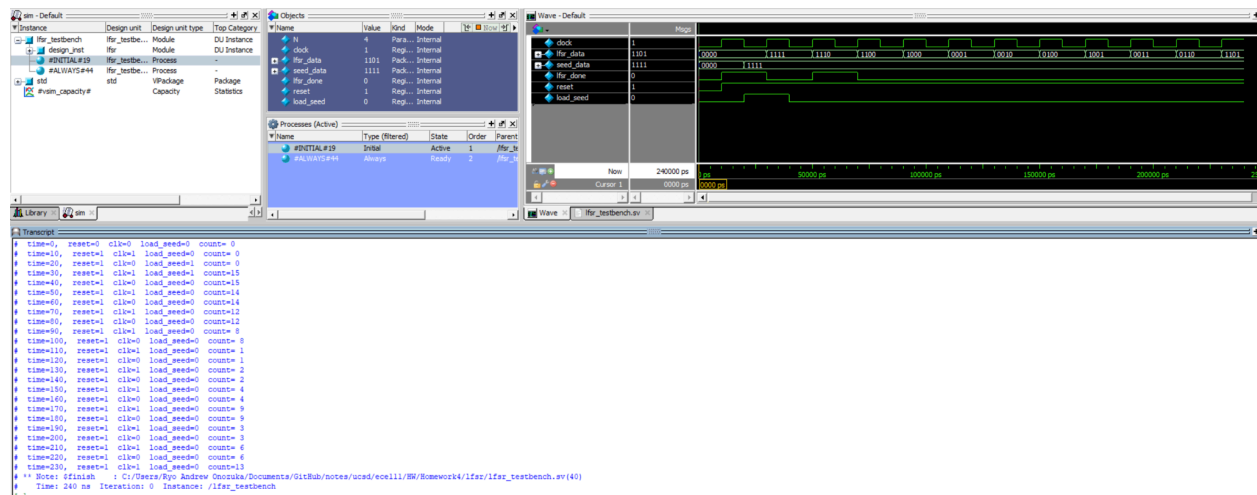 sim - Default
Instance Design unit Design unit type Top Category
lfsr_testbench lfsr_testbe... Module DU Instance
design_inst lfsr Module DU Instance
#INITIAL#19 lfsr_testbe... Process -
#ALWAYS#44 lfsr_testbe... Process -
std std VlPackage Package
#vsim_capacity# Capacity Statistics
Library sim
Objects
Name Value Kind Mode Now
N 4 Para... Internal
clock 1 Regi... Internal
lfsr_data 1101 Pack... Internal
seed_data 1111 Pack... Internal
lfsr_done 0 Regi... Internal
reset 1 Regi... Internal
load_seed 0 Regi... Internal
Processes (Active)
Name Type (filtered) State Order Parent
#INITIAL#19 Initial Active 1 /lfsr_te
#ALWAYS#44 Always Ready 2 /lfsr_te
Wave - Default
Msgs
clock 1
lfsr_data 1101 0000 1111 1110 1100 1000 0001 0010 0100 1001 0011 0110 1101
seed_data 1111 0000 1111
lfsr_done 0
reset 1
load_seed 0
Now 240000 ps 0 ps 50000 ps 100000 ps 150000 ps 200000 ps
Cursor 1 0000 ps 0000 ps
Wave lfsr_testbench.sv
Transcript
# time=0, reset=0 clk=0 load_seed=0 count= 0
# time=10, reset=1 clk=1 load_seed=0 count= 0
# time=20, reset=1 clk=0 load_seed=1 count= 0
# time=30, reset=1 clk=1 load_seed=1 count=15
# time=40, reset=1 clk=0 load_seed=0 count=15
# time=50, reset=1 clk=1 load_seed=0 count=14
# time=60, reset=1 clk=0 load_seed=0 count=14
# time=70, reset=1 clk=1 load_seed=0 count=12
# time=80, reset=1 clk=0 load_seed=0 count=12
# time=90, reset=1 clk=1 load_seed=0 count= 8
# time=100, reset=1 clk=0 load_seed=0 count= 8
# time=110, reset=1 clk=1 load_seed=0 count= 1
# time=120, reset=1 clk=0 load_seed=0 count= 1
# time=130, reset=1 clk=1 load_seed=0 count= 2
# time=140, reset=1 clk=0 load_seed=0 count= 2
# time=150, reset=1 clk=1 load_seed=0 count= 4
# time=160, reset=1 clk=0 load_seed=0 count= 4
# time=170, reset=1 clk=1 load_seed=0 count= 9
# time=180, reset=1 clk=0 load_seed=0 count= 9
# time=190, reset=1 clk=1 load_seed=0 count= 3
# time=200, reset=1 clk=0 load_seed=0 count= 3
# time=210, reset=1 clk=1 load_seed=0 count= 6
# time=220, reset=1 clk=0 load_seed=0 count= 6
# time=230, reset=1 clk=1 load_seed=0 count=13
# ** Note: $finish : C:/Users/Ryo Andrew Onozuka/Documents/GitHub/notes/ucsd/ece111/HW/Homework4/lfsr/lfsr_testbench.sv(40)
# Time: 240 ns Iteration: 0 Instance: /lfsr_testbench